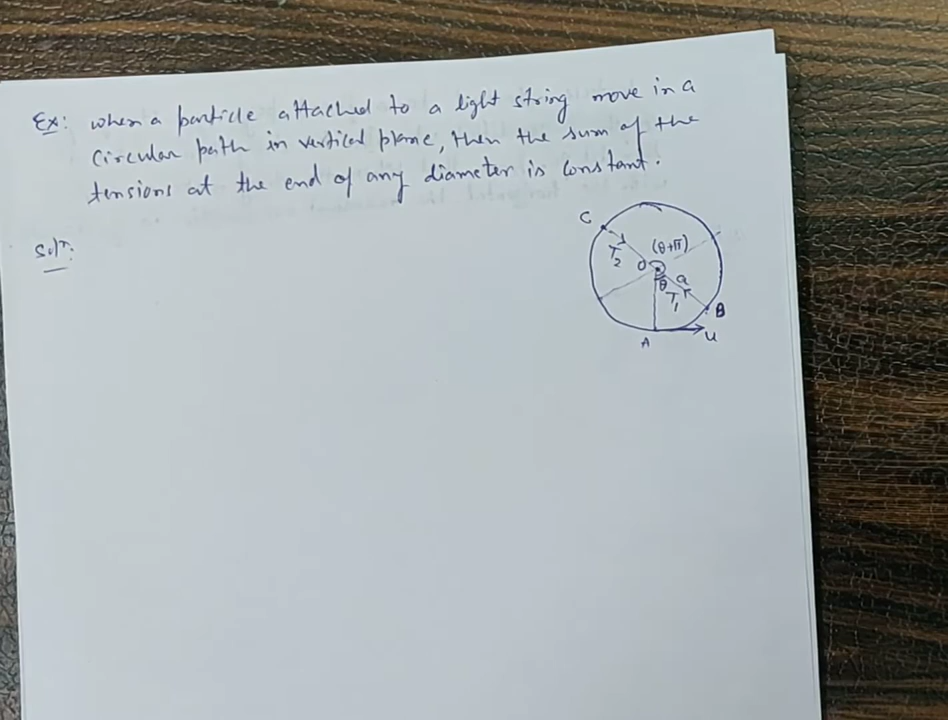 Ex: when a particle attached to a light string move in a
Circular path in vertical plane, then the sum of the
tensions at the end of any diameter is constant.
Soln:
C
T2
(θ+π)
O
θ
a
T1
B
A
u